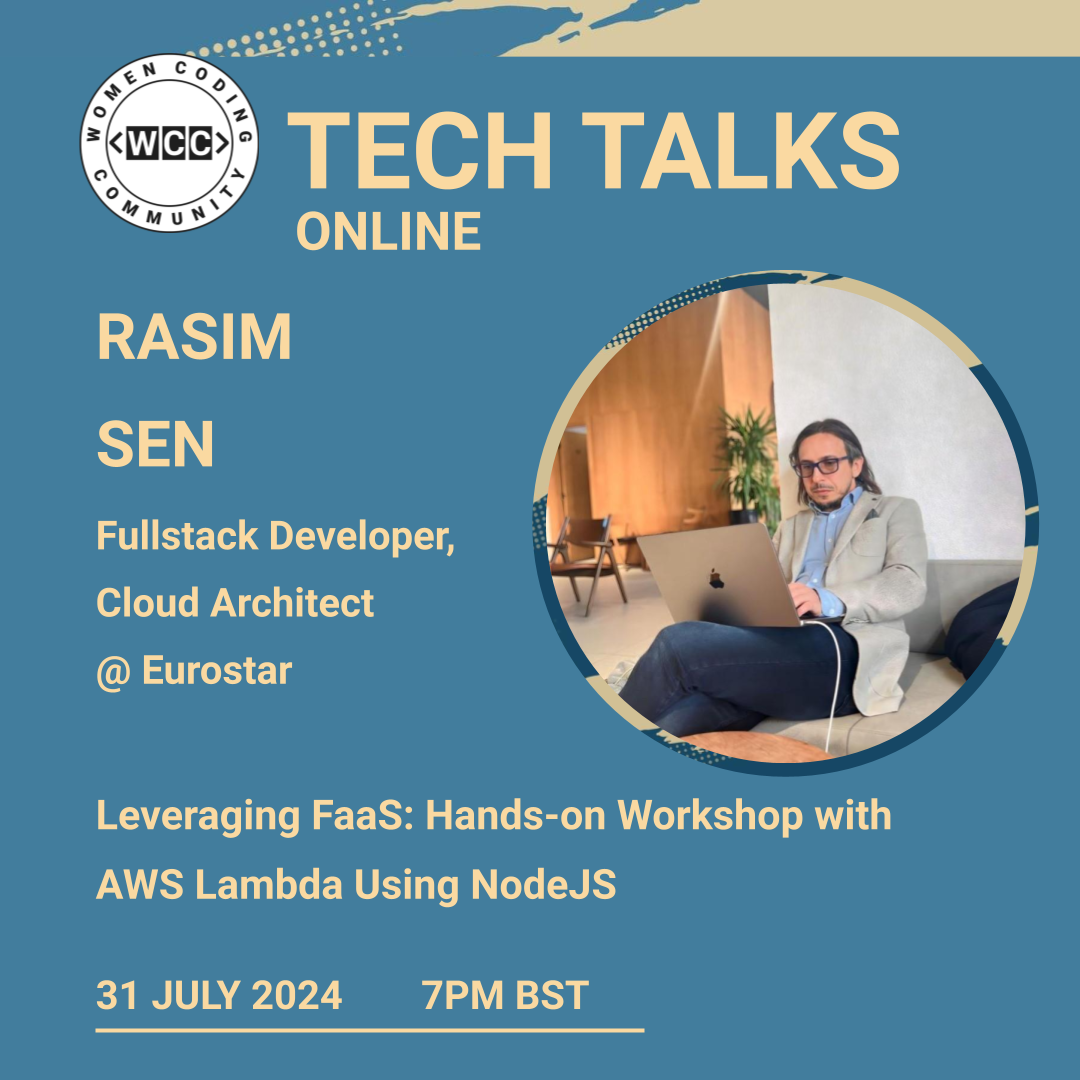 WOMEN CODING
<WCC>
COMMUNITY
TECH TALKS
ONLINE
RASIM
SEN
Fullstack Developer,
Cloud Architect
@ Eurostar
Leveraging FaaS: Hands-on Workshop with
AWS Lambda Using NodeJS
31 JULY 2024 7PM BST